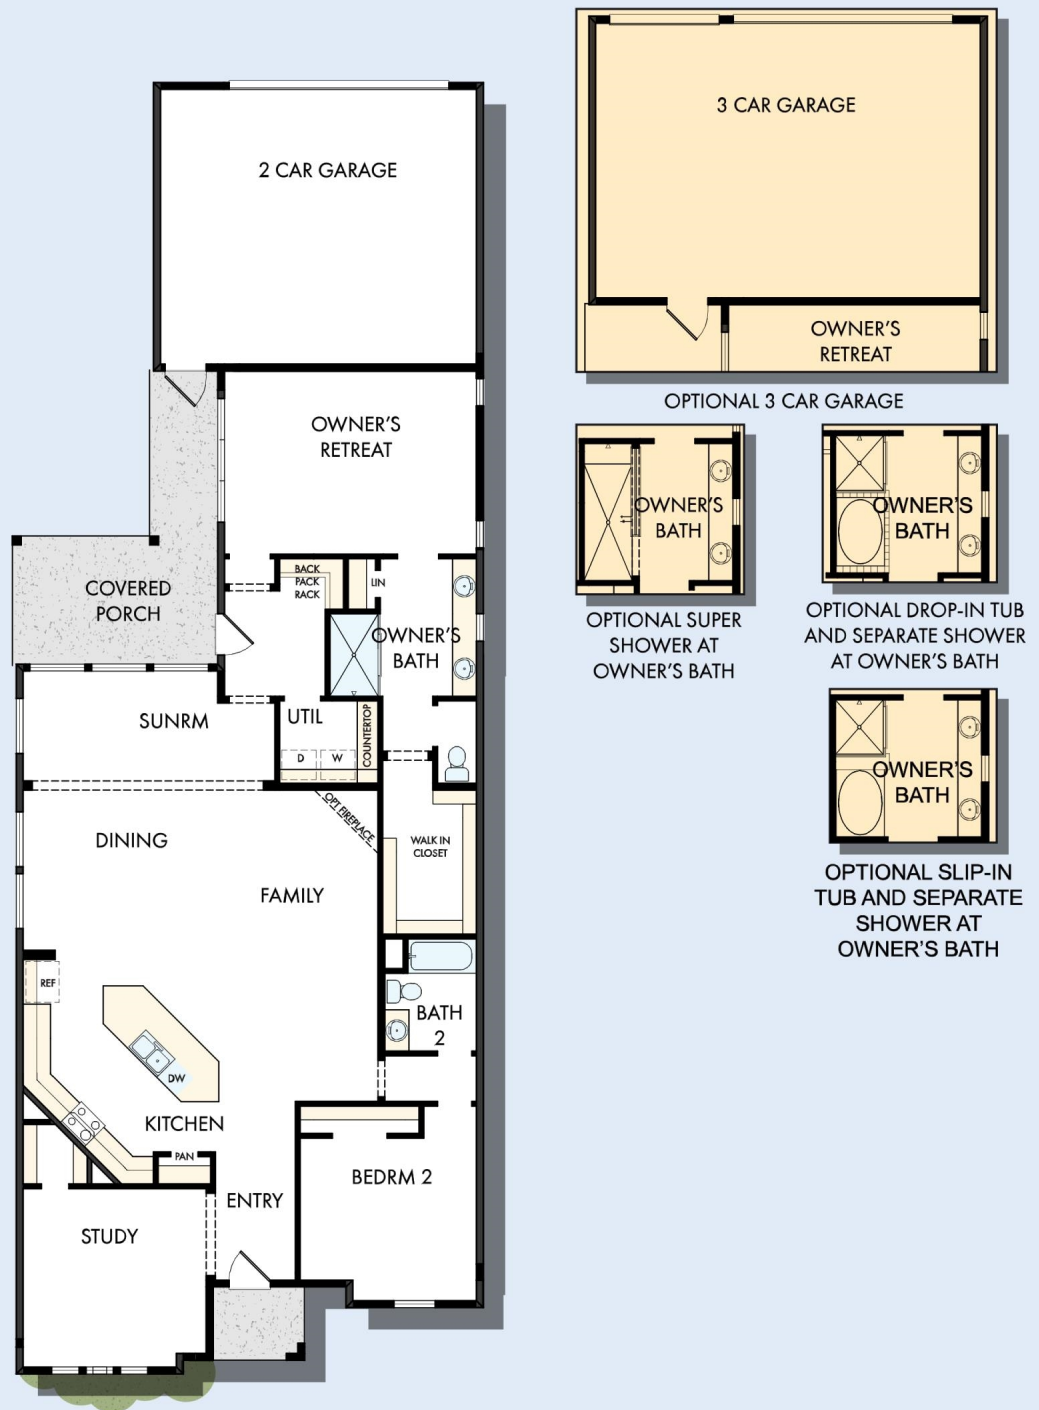 2 CAR GARAGE
OWNER'S
RETREAT
COVERED
PORCH
BACK
PACK
RACK
LIN
OWNER'S
BATH
SUNRM
UTIL
COUNTERTOP
D
W
OPT FIREPLACE
DINING
FAMILY
WALK IN
CLOSET
REF
DW
BATH
2
KITCHEN
PAN
ENTRY
BEDRM 2
STUDY
3 CAR GARAGE
OWNER'S
RETREAT
OPTIONAL 3 CAR GARAGE
OWNER'S
BATH
OPTIONAL SUPER
SHOWER AT
OWNER'S BATH
OWNER'S
BATH
OPTIONAL DROP-IN TUB
AND SEPARATE SHOWER
AT OWNER'S BATH
OWNER'S
BATH
OPTIONAL SLIP-IN
TUB AND SEPARATE
SHOWER AT
OWNER'S BATH